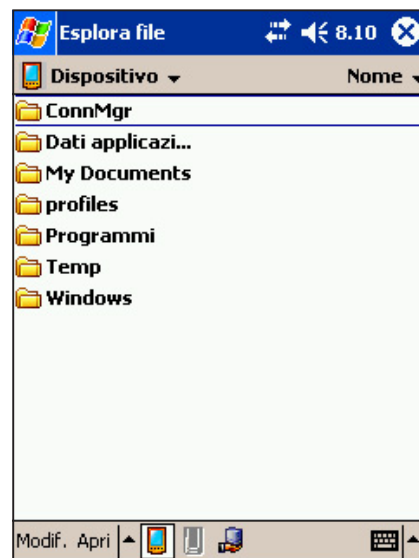 Esplora file 8.10
Dispositivo Nome
ConnMgr
Dati applicazi...
My Documents
profiles
Programmi
Temp
Windows
Modif. Apri